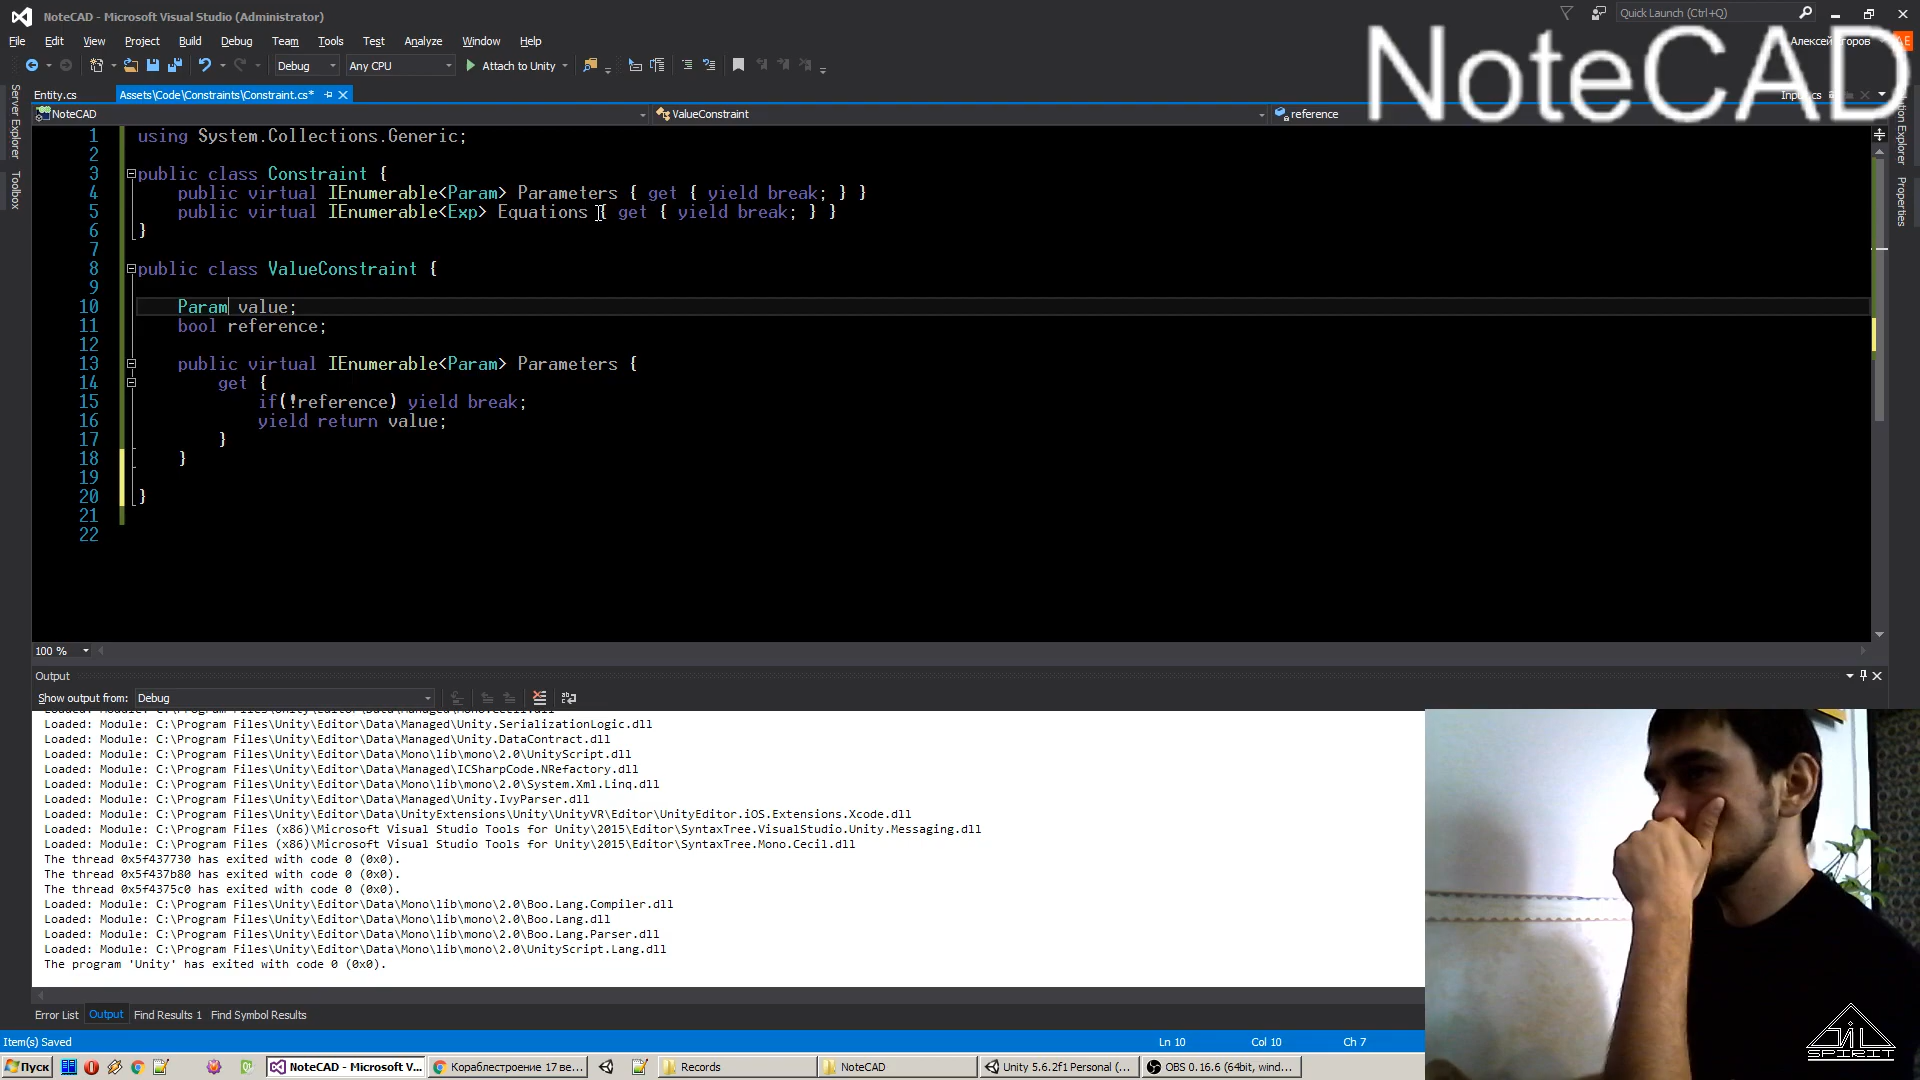 NoteCAD - Microsoft Visual Studio (Administrator)
Quick Launch (Ctrl+Q)
File Edit View Project Build Debug Team Tools Test Analyze Window Help
NoteCAD
Debug Any CPU Attach to Unity
Entity.cs Assets\Code\Constraints\Constraint.cs*
NoteCAD ValueConstraint reference
Server Explorer
Toolbox
Properties
1 using System.Collections.Generic;
2
3 public class Constraint {
4 public virtual IEnumerable<Param> Parameters { get { yield break; } }
5 public virtual IEnumerable<Exp> Equations { get { yield break; } }
6 }
7
8 public class ValueConstraint {
9
10 Param value;
11 bool reference;
12
13 public virtual IEnumerable<Param> Parameters {
14 get {
15 if(!reference) yield break;
16 yield return value;
17 }
18 }
19
20 }
21
22
100 %
Output
Show output from: Debug
Loaded: Module: C:\Program Files\Unity\Editor\Data\Managed\Unity.SerializationLogic.dll
Loaded: Module: C:\Program Files\Unity\Editor\Data\Managed\Unity.DataContract.dll
Loaded: Module: C:\Program Files\Unity\Editor\Data\Mono\lib\mono\2.0\UnityScript.dll
Loaded: Module: C:\Program Files\Unity\Editor\Data\Managed\ICSharpCode.NRefactory.dll
Loaded: Module: C:\Program Files\Unity\Editor\Data\Mono\lib\mono\2.0\System.Xml.Linq.dll
Loaded: Module: C:\Program Files\Unity\Editor\Data\Managed\Unity.IvyParser.dll
Loaded: Module: C:\Program Files\Unity\Editor\Data\UnityExtensions\Unity\UnityVR\Editor\UnityEditor.iOS.Extensions.Xcode.dll
Loaded: Module: C:\Program Files (x86)\Microsoft Visual Studio Tools for Unity\2015\Editor\SyntaxTree.VisualStudio.Unity.Messaging.dll
Loaded: Module: C:\Program Files (x86)\Microsoft Visual Studio Tools for Unity\2015\Editor\SyntaxTree.Mono.Cecil.dll
The thread 0x5f437730 has exited with code 0 (0x0).
The thread 0x5f437b80 has exited with code 0 (0x0).
The thread 0x5f4375c0 has exited with code 0 (0x0).
Loaded: Module: C:\Program Files\Unity\Editor\Data\Mono\lib\mono\2.0\Boo.Lang.Compiler.dll
Loaded: Module: C:\Program Files\Unity\Editor\Data\Mono\lib\mono\2.0\Boo.Lang.dll
Loaded: Module: C:\Program Files\Unity\Editor\Data\Mono\lib\mono\2.0\Boo.Lang.Parser.dll
Loaded: Module: C:\Program Files\Unity\Editor\Data\Mono\lib\mono\2.0\UnityScript.Lang.dll
The program 'Unity' has exited with code 0 (0x0).
Error List Output Find Results 1 Find Symbol Results
Item(s) Saved Ln 10 Col 10 Ch 7
SPIRIT
Пуск NoteCAD - Microsoft V... Кораблестроение 17 ве... Records NoteCAD Unity 5.6.2f1 Personal (... OBS 0.16.6 (64bit, wind...